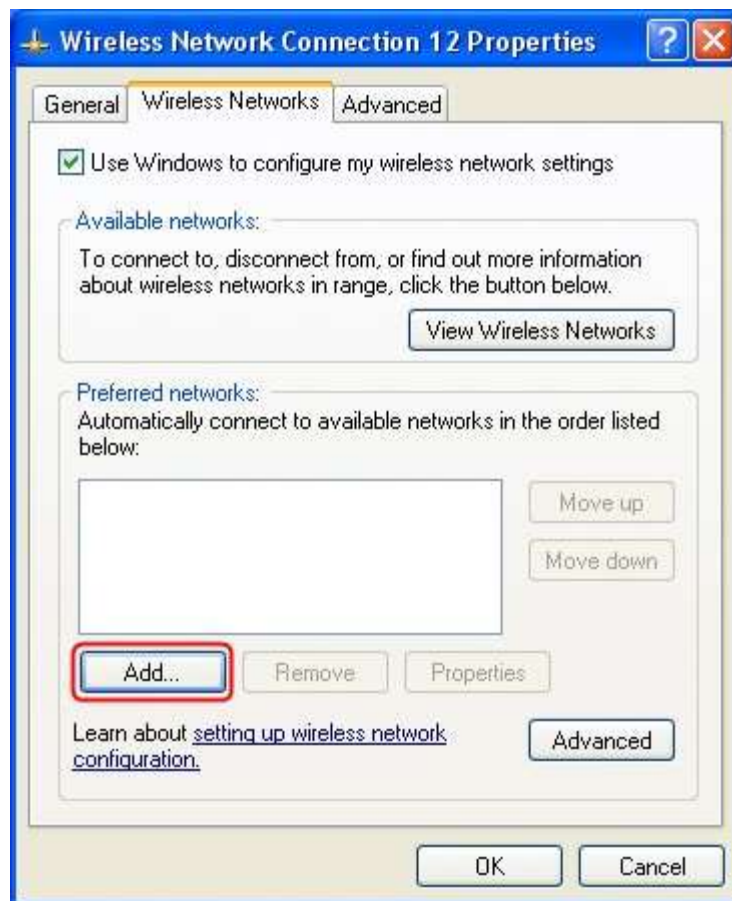 Wireless Network Connection 12 Properties
General Wireless Networks Advanced
Use Windows to configure my wireless network settings
Available networks:
To connect to, disconnect from, or find out more information
about wireless networks in range, click the button below.
View Wireless Networks
Preferred networks:
Automatically connect to available networks in the order listed
below:
Move up
Move down
Add... Remove Properties
Learn about setting up wireless network
configuration.
Advanced
OK Cancel